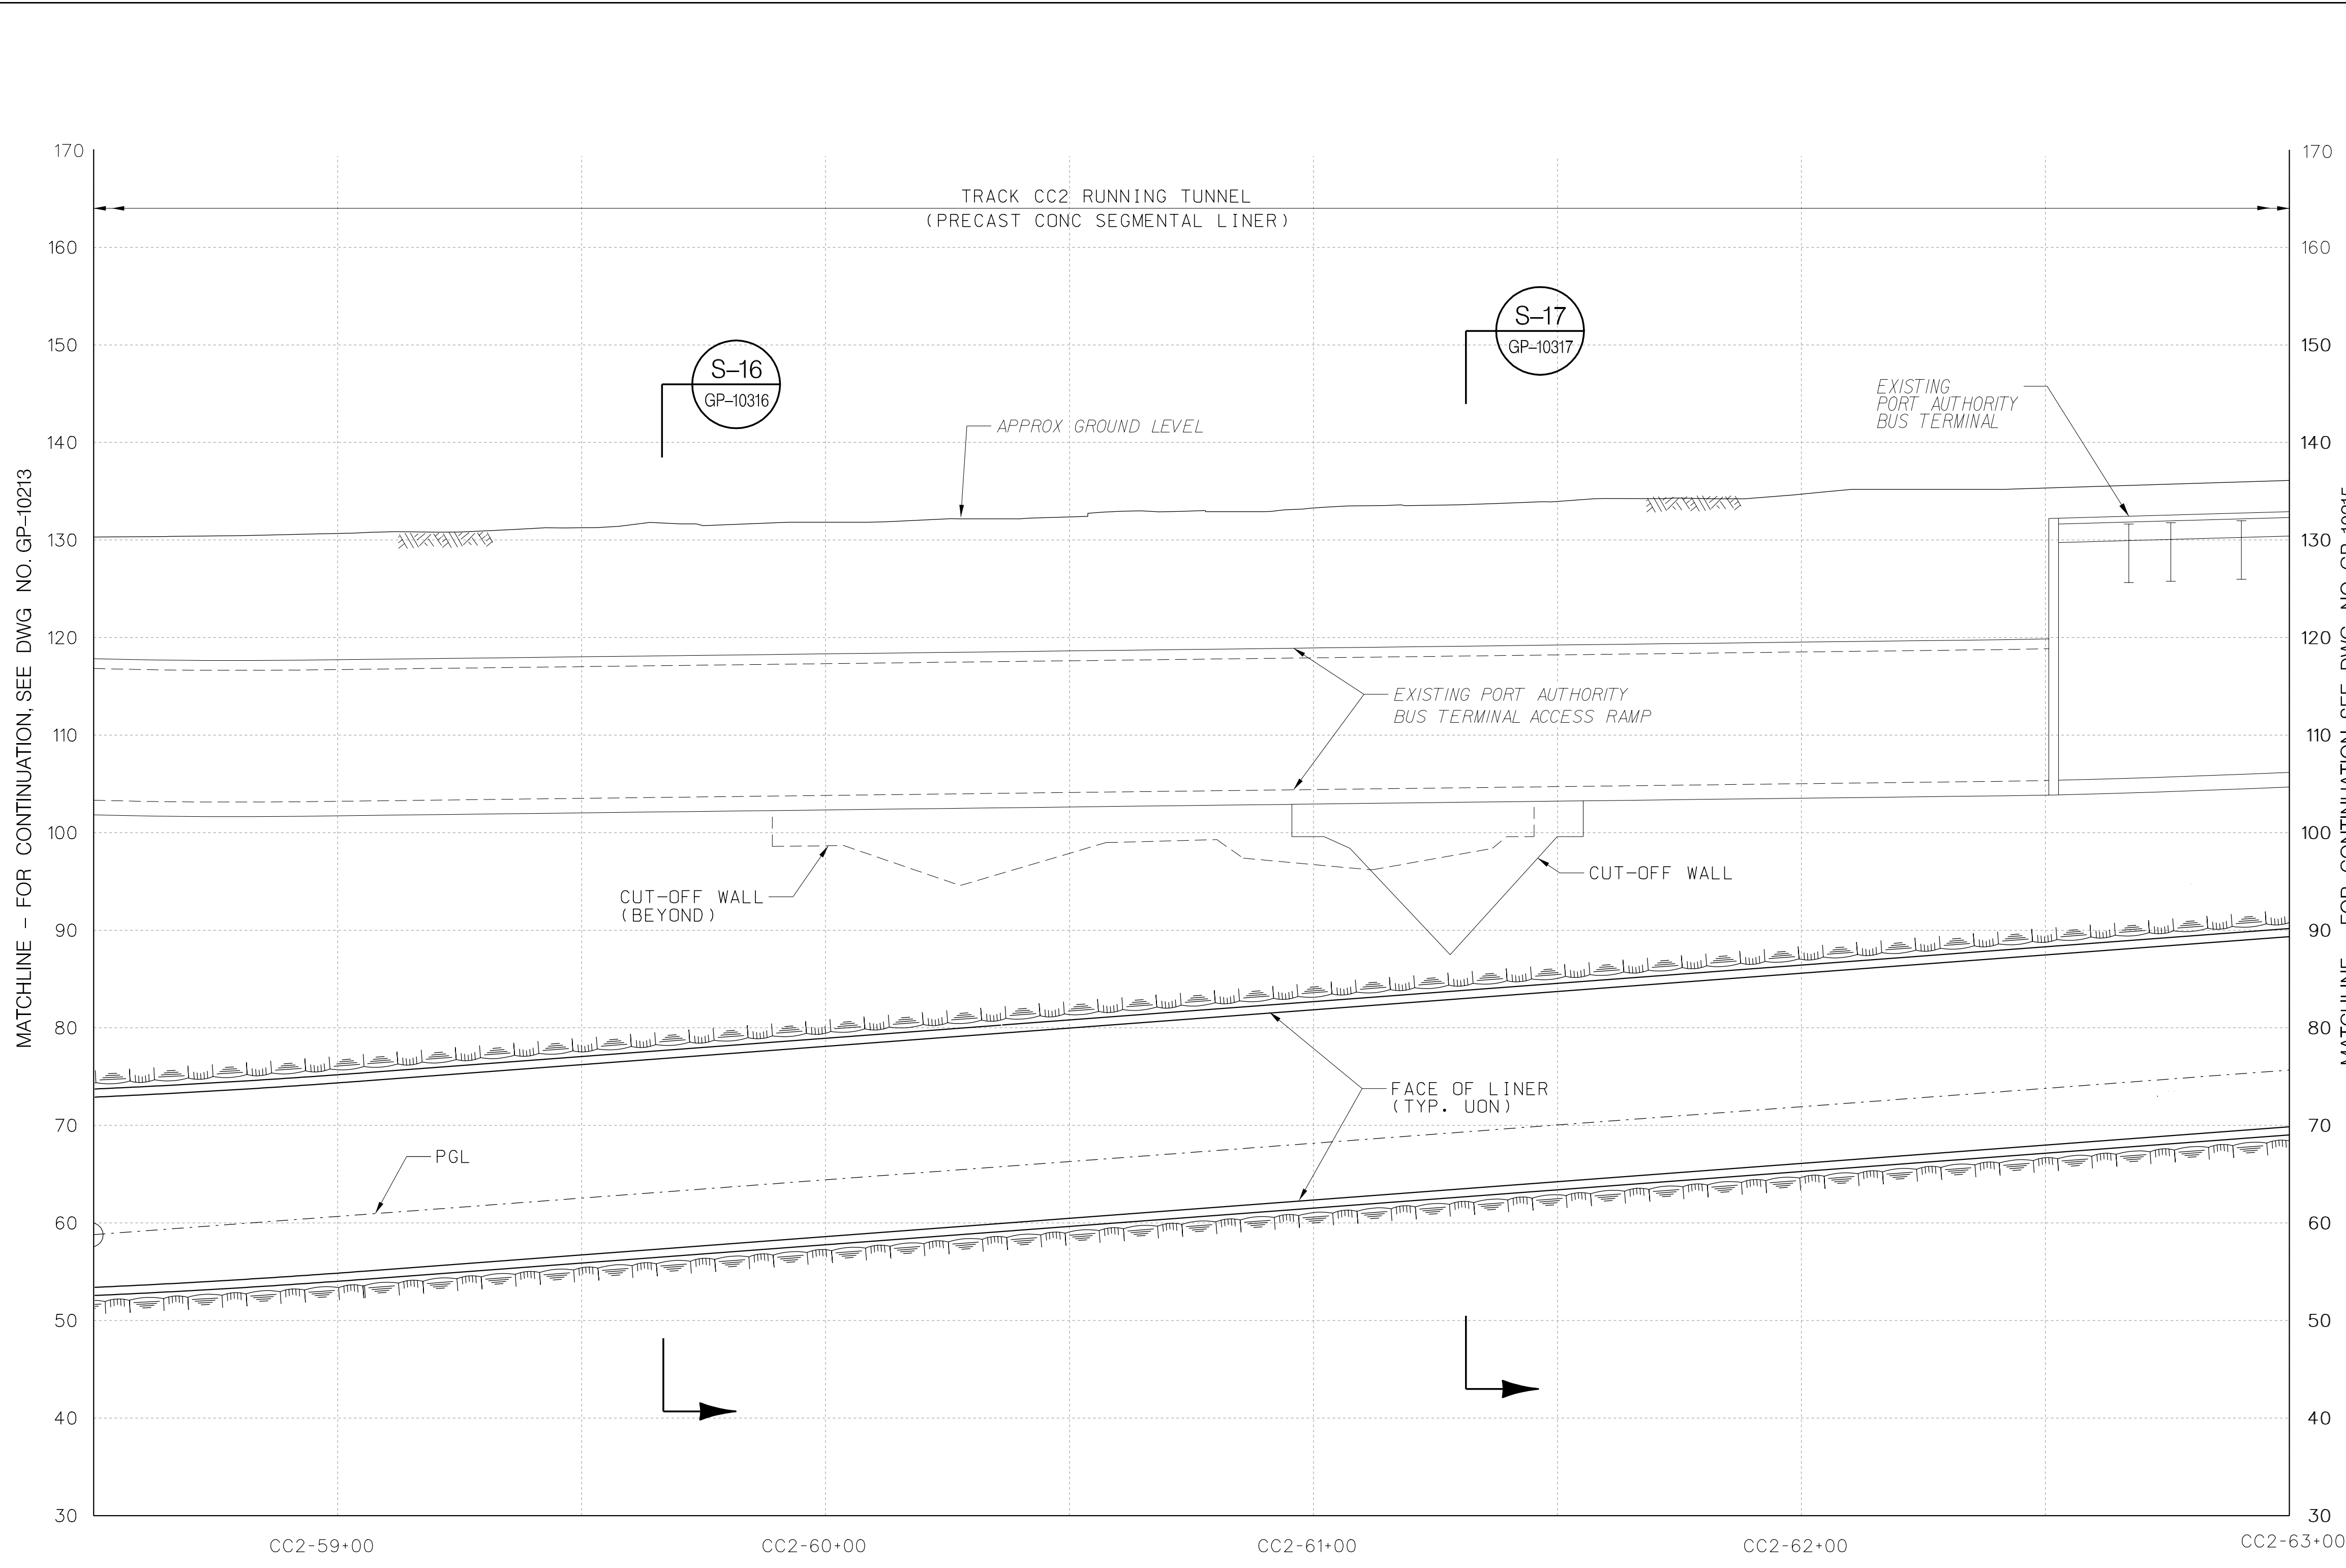 170
170
TRACK CC2 RUNNING TUNNEL
(PRECAST CONC SEGMENTAL LINER)
160
160
S-17
GP-10317
150
150
S-16
GP-10316
EXISTING
PORT AUTHORITY
BUS TERMINAL
APPROX GROUND LEVEL
140
140
MATCHLINE - FOR CONTINUATION, SEE DWG NO. GP-10213
130
130
120
120
EXISTING PORT AUTHORITY
BUS TERMINAL ACCESS RAMP
110
110
100
100
CUT-OFF WALL
CUT-OFF WALL
(BEYOND)
90
90
80
80
FACE OF LINER
(TYP. UON)
70
70
PGL
60
60
50
50
40
40
30
30
CC2-59+00
CC2-60+00
CC2-61+00
CC2-62+00
CC2-63+00